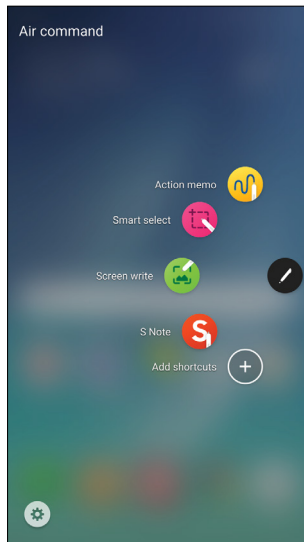 Air command
Action memo
Smart select
Screen write
S Note
Add shortcuts